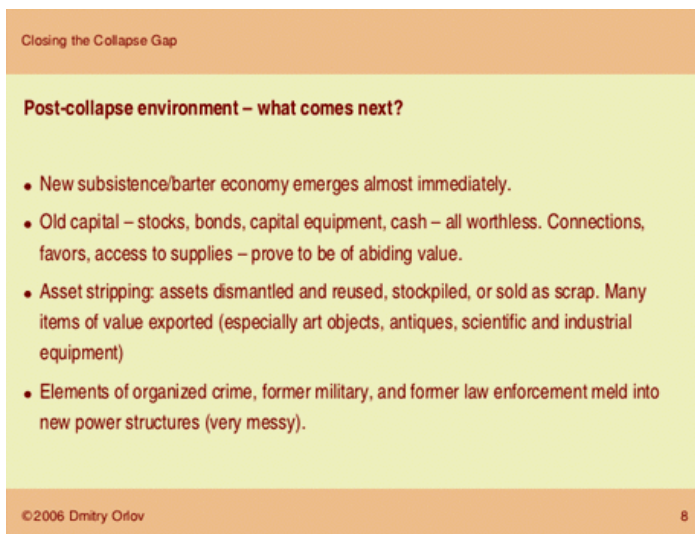 Closing the Collapse Gap
Post-collapse environment – what comes next?
• New subsistence/barter economy emerges almost immediately.
• Old capital – stocks, bonds, capital equipment, cash – all worthless. Connections,
favors, access to supplies – prove to be of abiding value.
• Asset stripping: assets dismantled and reused, stockpiled, or sold as scrap. Many
items of value exported (especially art objects, antiques, scientific and industrial
equipment)
• Elements of organized crime, former military, and former law enforcement meld into
new power structures (very messy).
©2006 Dmitry Orlov
8